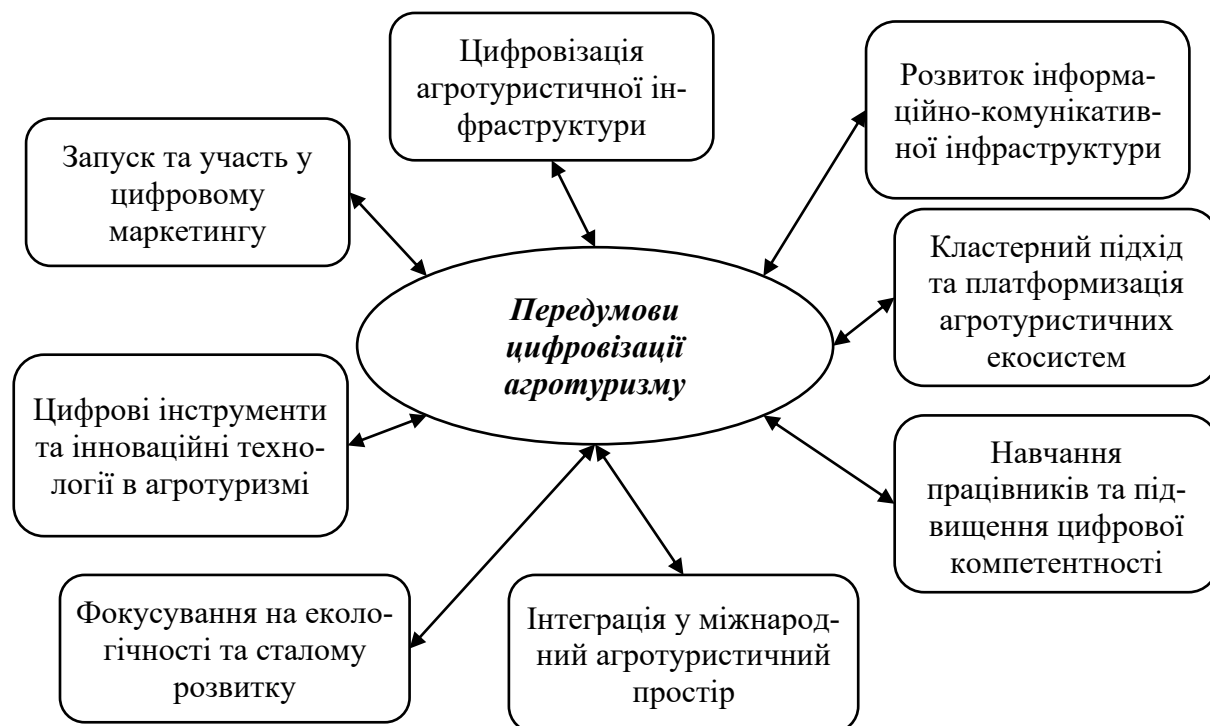 Цифровізація
агротуристичної ін-
фраструктури
Розвиток інформа-
ційно-комунікатив-
ної інфраструктури
Запуск та участь у
цифровому
маркетингу
Кластерний підхід
та платформизація
агротуристичних
екосистем
Передумови
цифровізації
агротуризму
Цифрові інструменти
та інноваційні техно-
логії в агротуризмі
Навчання
працівників та під-
вищення цифрової
компетентності
Фокусування на еколо-
гічності та сталому
розвитку
Інтеграція у міжнарод-
ний агротуристичний
простір